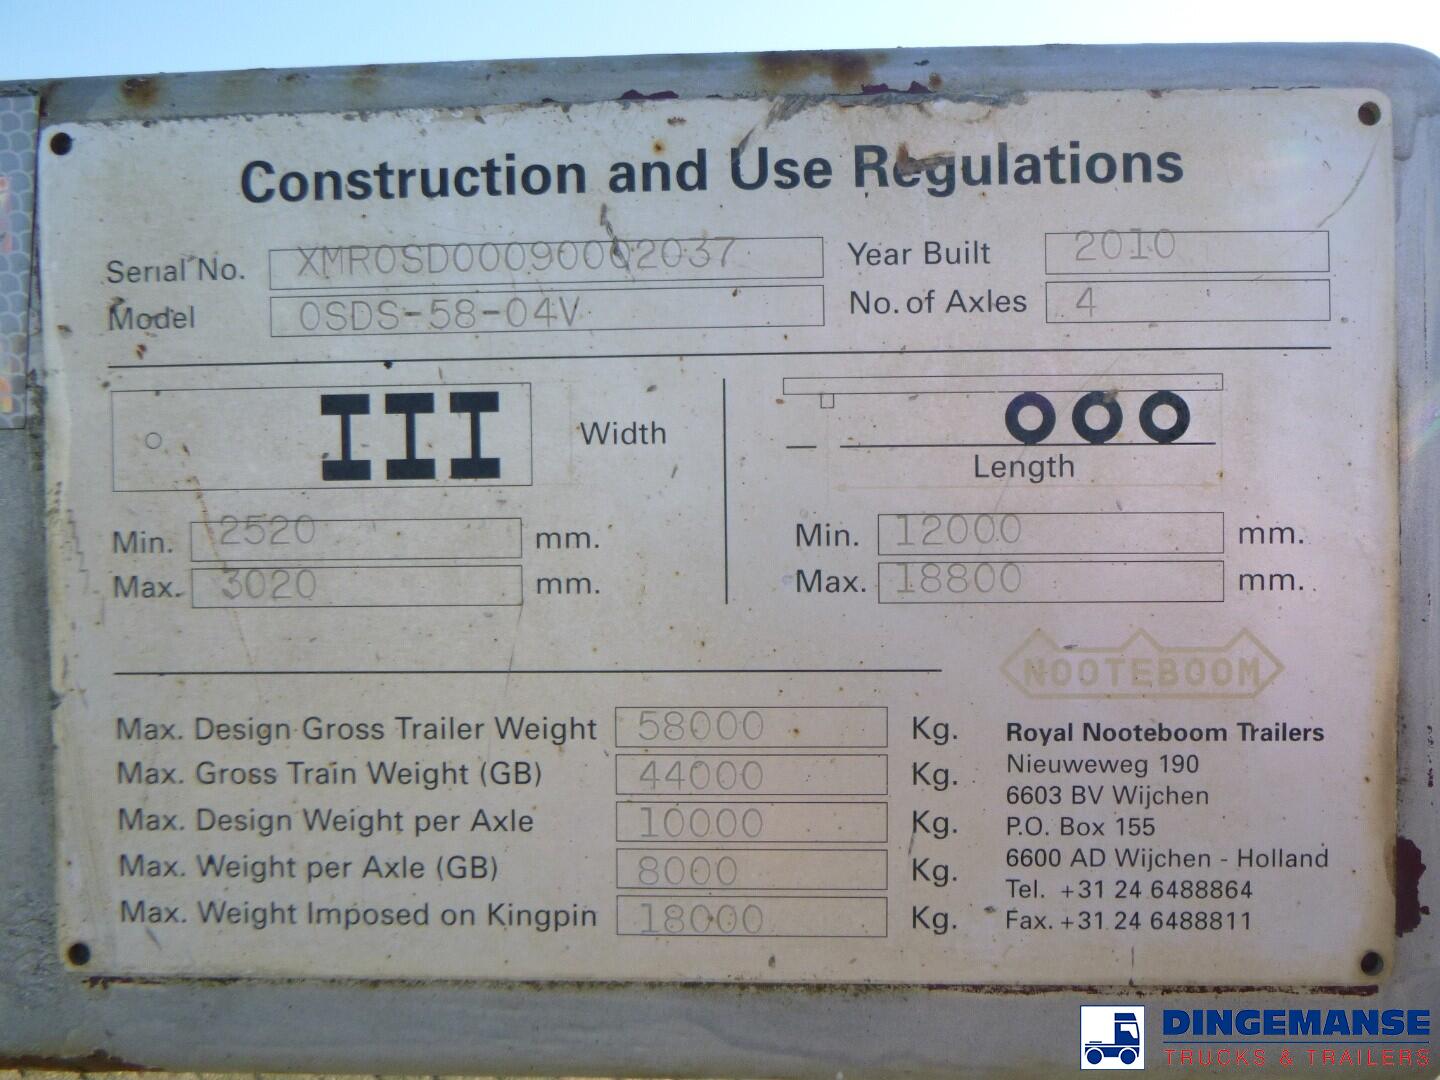 Construction and Use Regulations
Serial No. XMR0SD00090002037 Year Built 2010
Model OSDS-58-04V No. of Axles 4
Width
Length
Min. 2520 mm. Min. 12000 mm.
Max. 3020 mm. Max. 18800 mm.
NOOTEBOOM
Max. Design Gross Trailer Weight 58000 Kg.
Max. Gross Train Weight (GB) 44000 Kg.
Max. Design Weight per Axle 10000 Kg.
Max. Weight per Axle (GB) 8000 Kg.
Max. Weight Imposed on Kingpin 18000 Kg.
Royal Nooteboom Trailers
Nieuweweg 190
6603 BV Wijchen
P.O. Box 155
6600 AD Wijchen - Holland
Tel. +31 24 6488864
Fax. +31 24 6488811
DINGEMANSE
TRUCKS & TRAILERS